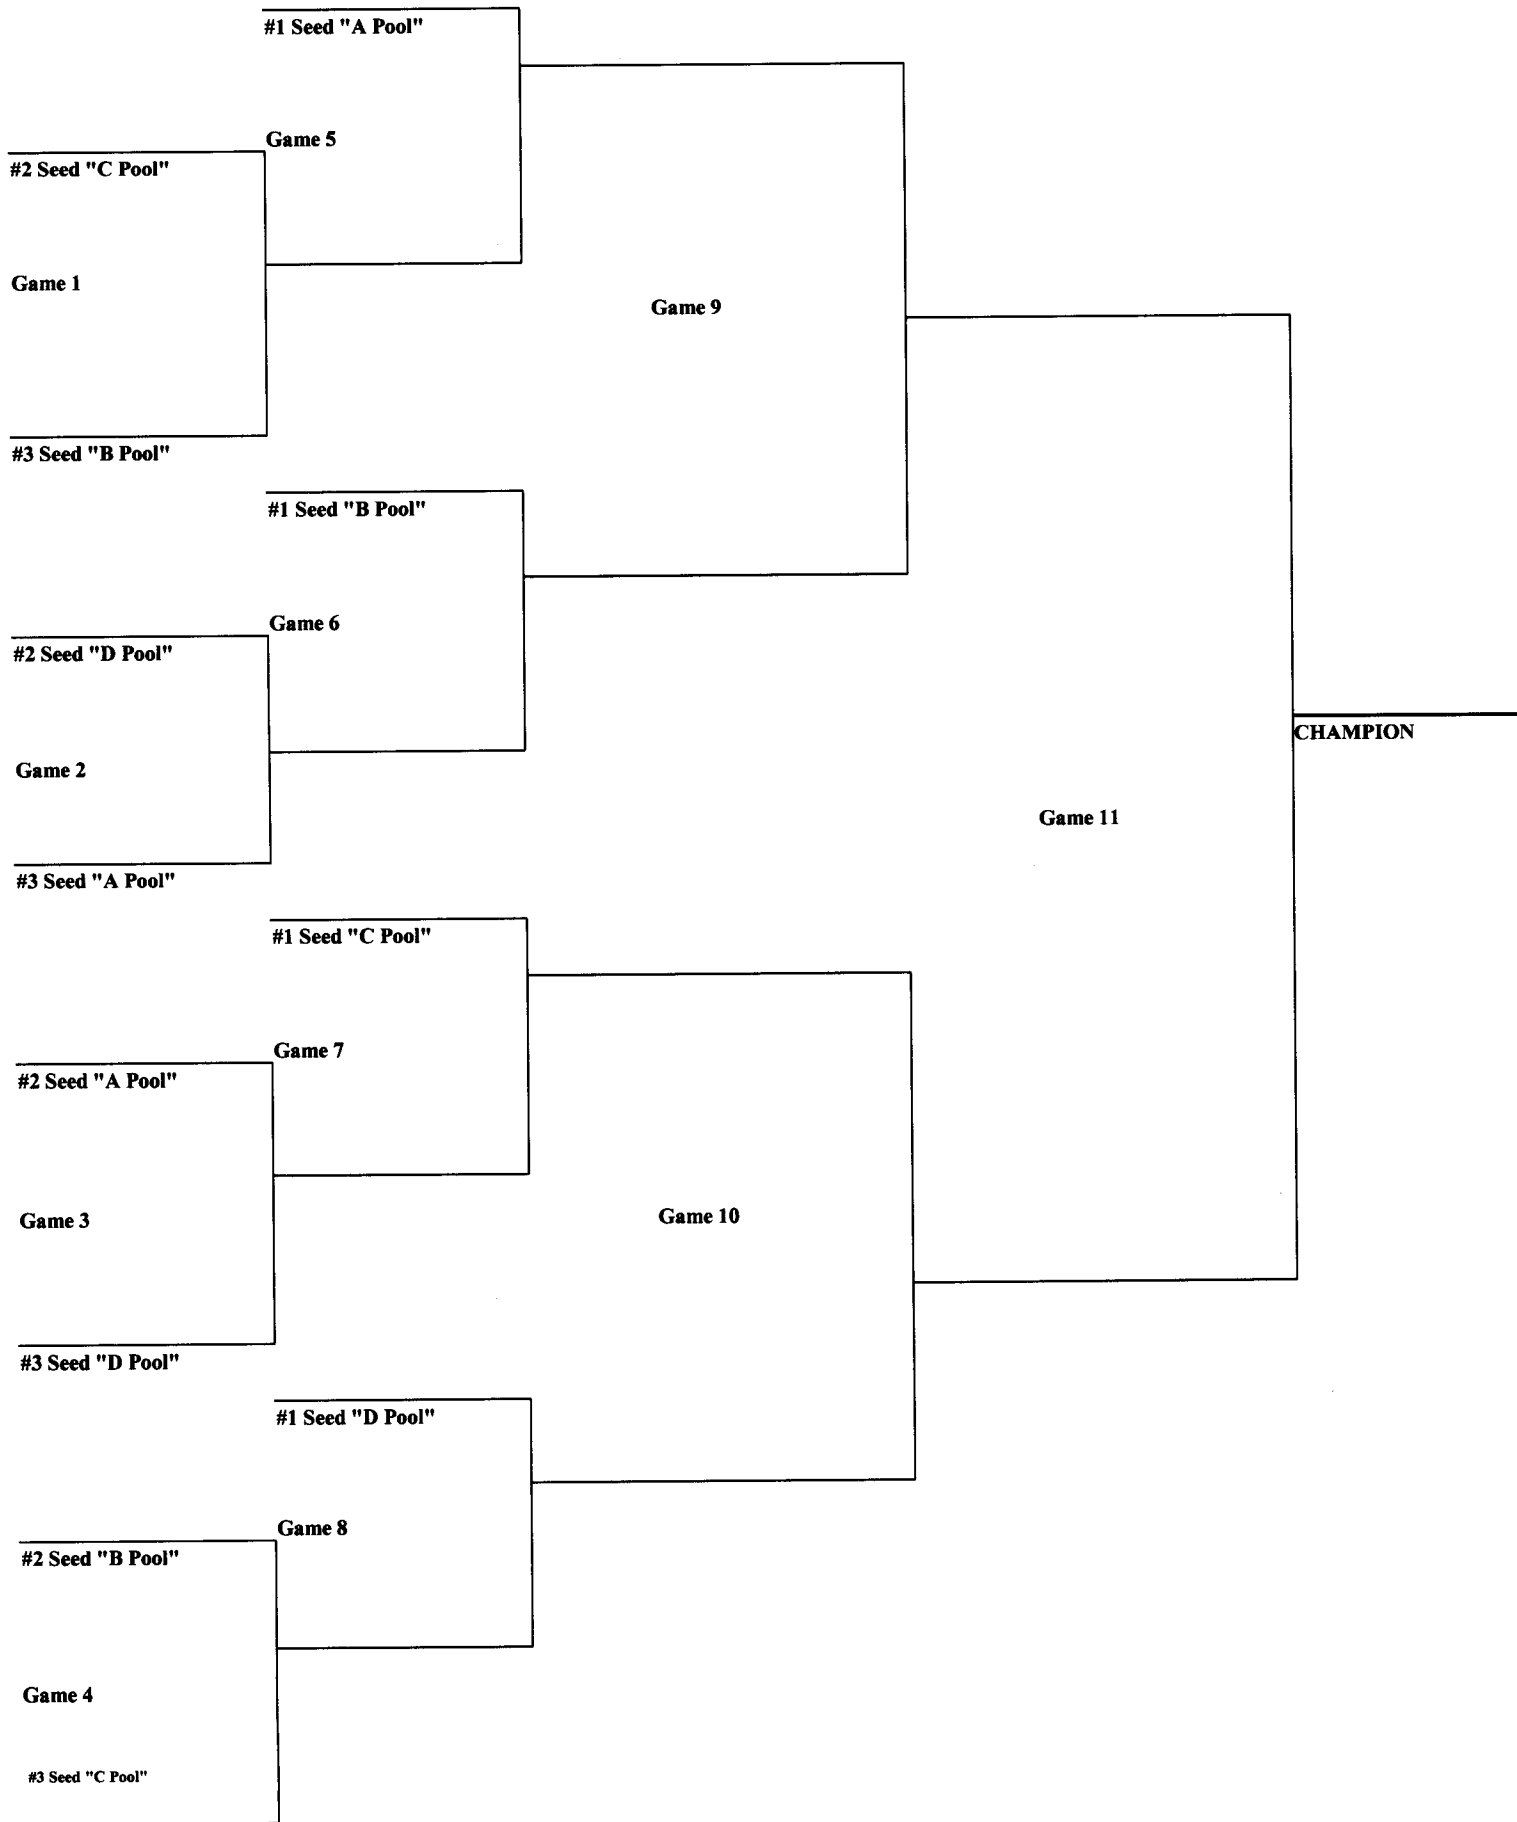 #1 Seed "A Pool"
Game 5
#2 Seed "C Pool"
Game 1
Game 9
#3 Seed "B Pool"
#1 Seed "B Pool"
Game 6
#2 Seed "D Pool"
CHAMPION
Game 2
Game 11
#3 Seed "A Pool"
#1 Seed "C Pool"
Game 7
#2 Seed "A Pool"
Game 3
Game 10
#3 Seed "D Pool"
#1 Seed "D Pool"
Game 8
#2 Seed "B Pool"
Game 4
#3 Seed "C Pool"